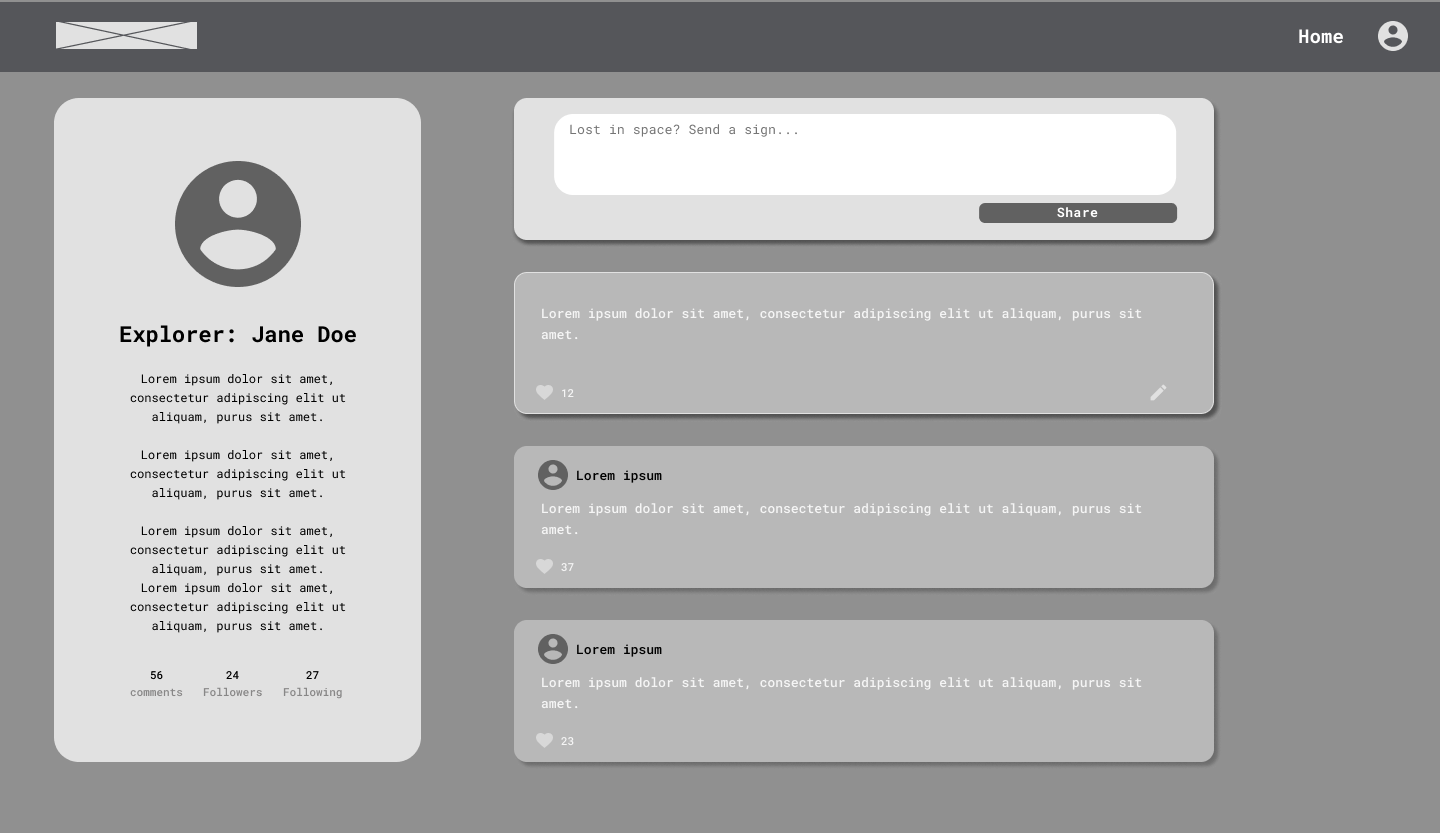 Home
Explorer: Jane Doe
Lorem ipsum dolor sit amet,
consectetur adipiscing elit ut
aliquam, purus sit amet.
Lorem ipsum dolor sit amet,
consectetur adipiscing elit ut
aliquam, purus sit amet.
Lorem ipsum dolor sit amet,
consectetur adipiscing elit ut
aliquam, purus sit amet.
Lorem ipsum dolor sit amet,
consectetur adipiscing elit ut
aliquam, purus sit amet.
56 24 27
comments Followers Following
Lost in space? Send a sign...
Share
Lorem ipsum dolor sit amet, consectetur adipiscing elit ut aliquam, purus sit
amet.
12
Lorem ipsum
Lorem ipsum dolor sit amet, consectetur adipiscing elit ut aliquam, purus sit
amet.
37
Lorem ipsum
Lorem ipsum dolor sit amet, consectetur adipiscing elit ut aliquam, purus sit
amet.
23